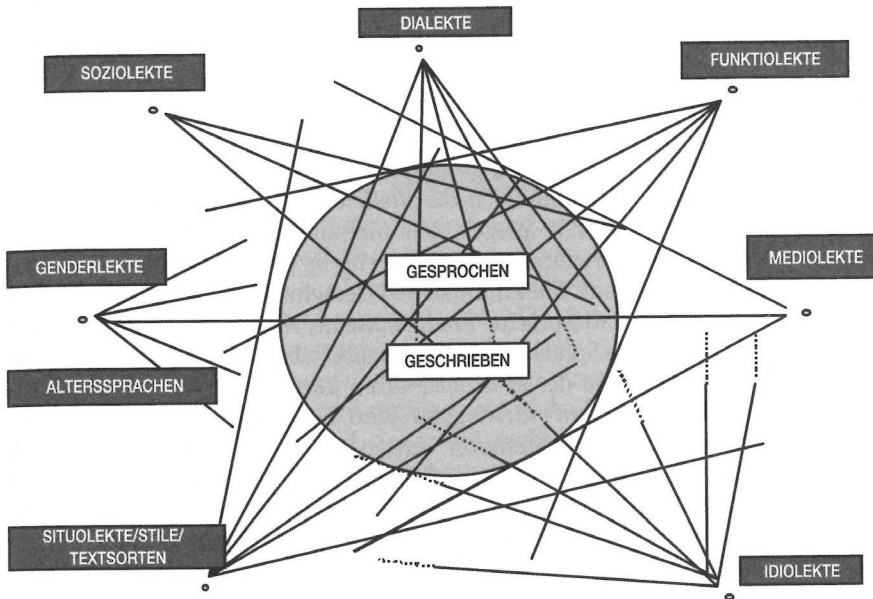 DIALEKTE
SOZIOLEKTE
FUNKTIOLEKTE
GENDERLEKTE
GESPROCHEN
MEDIOLEKTE
GESCHRIEBEN
ALTERSSPRACHEN
SITUOLEKTE/STILE/
TEXTSORTEN
IDIOLEKTE